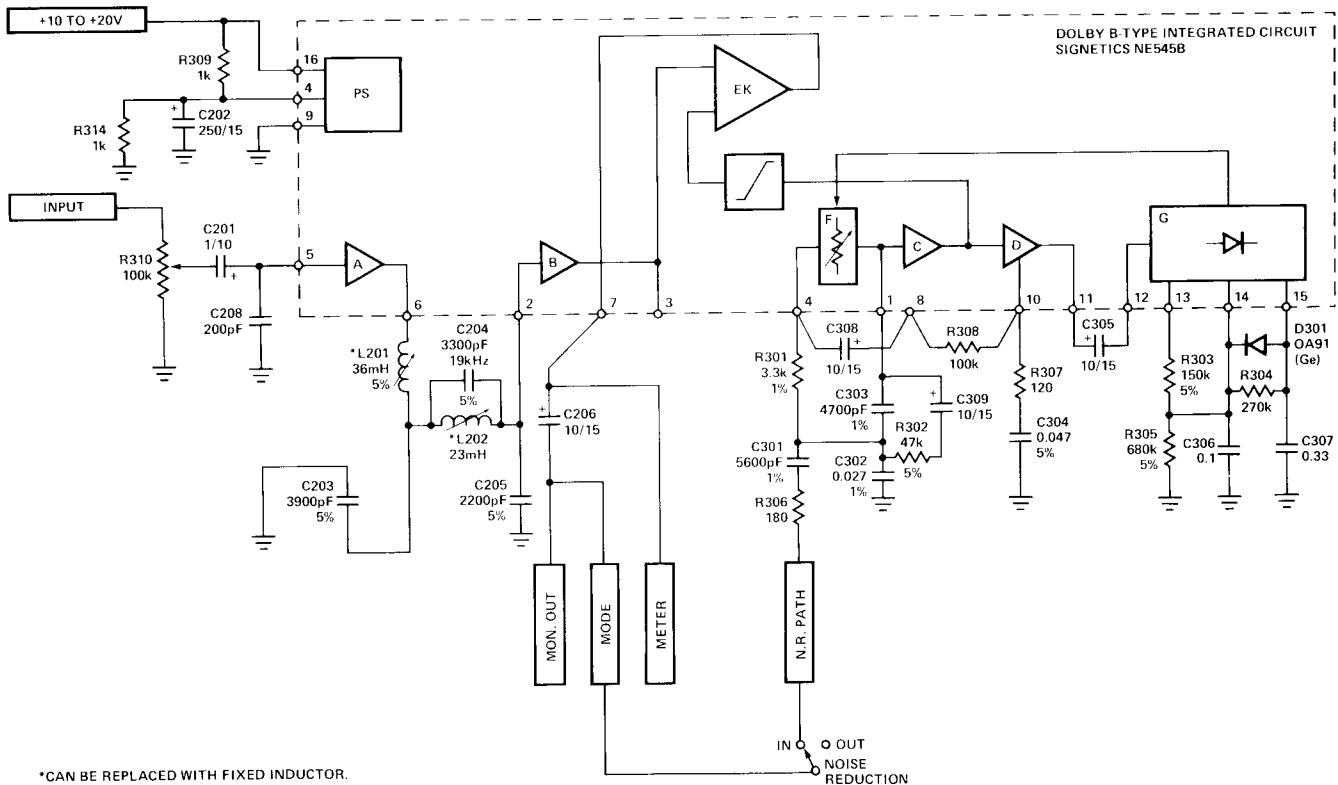 +10 TO +20V
DOLBY B-TYPE INTEGRATED CIRCUIT
SIGNETICS NE545B
R309
1k
16
4
9
PS
+
C202
250/15
R314
1k
EK
INPUT
R310
100k
C201
1/10
+
C208
200pF
5
A
6
B
2
7
3
F
C
D
G
4
1
8
10
11
12
13
14
15
*L201
36mH
5%
C204
3300pF
19kHz
5%
*L202
23mH
C203
3900pF
5%
C205
2200pF
5%
+
C206
10/15
R301
3.3k
1%
C308
+
10/15
R308
100k
C303
4700pF
1%
+
C309
10/15
R302
47k
5%
C301
5600pF
1%
C302
0.027
1%
R306
180
R307
120
C304
0.047
5%
C305
+
10/15
R303
150k
5%
D301
OA91
(Ge)
R304
270k
R305
680k
5%
C306
0.1
C307
0.33
MON. OUT
MODE
METER
N.R. PATH
IN
OUT
NOISE
REDUCTION
*CAN BE REPLACED WITH FIXED INDUCTOR.